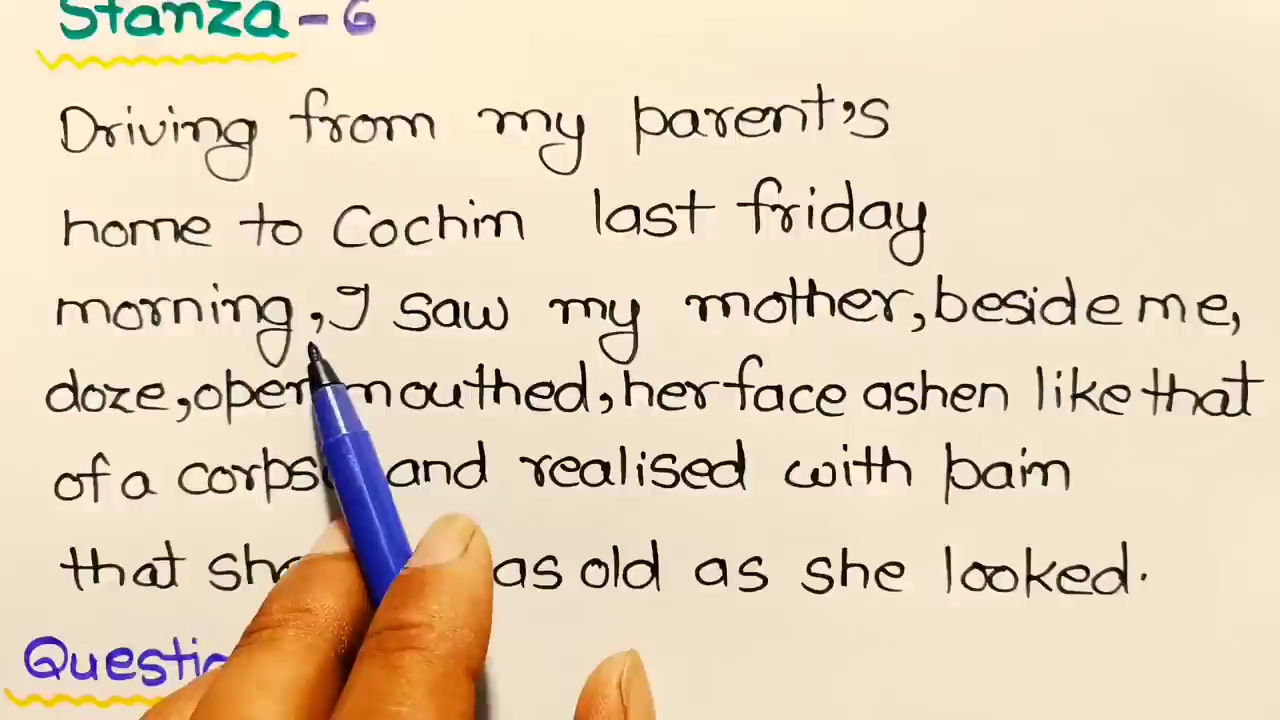 Stanza - 6
Driving from my parent's
home to Cochin last friday
morning, I saw my mother, beside me,
doze, open mouthed, her face ashen like that
of a corpse and realised with pain
that she as old as she looked.
Questio